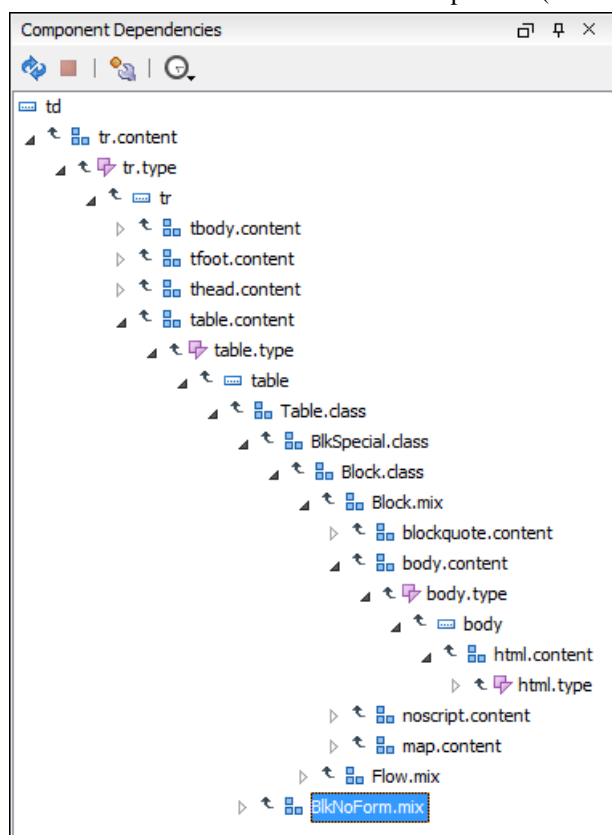 Component Dependencies
td
tr.content
tr.type
tr
tbody.content
tfoot.content
thead.content
table.content
table.type
table
Table.class
BlkSpecial.class
Block.class
Block.mix
blockquote.content
body.content
body.type
body
html.content
html.type
noscript.content
map.content
Flow.mix
BlkNoForm.mix